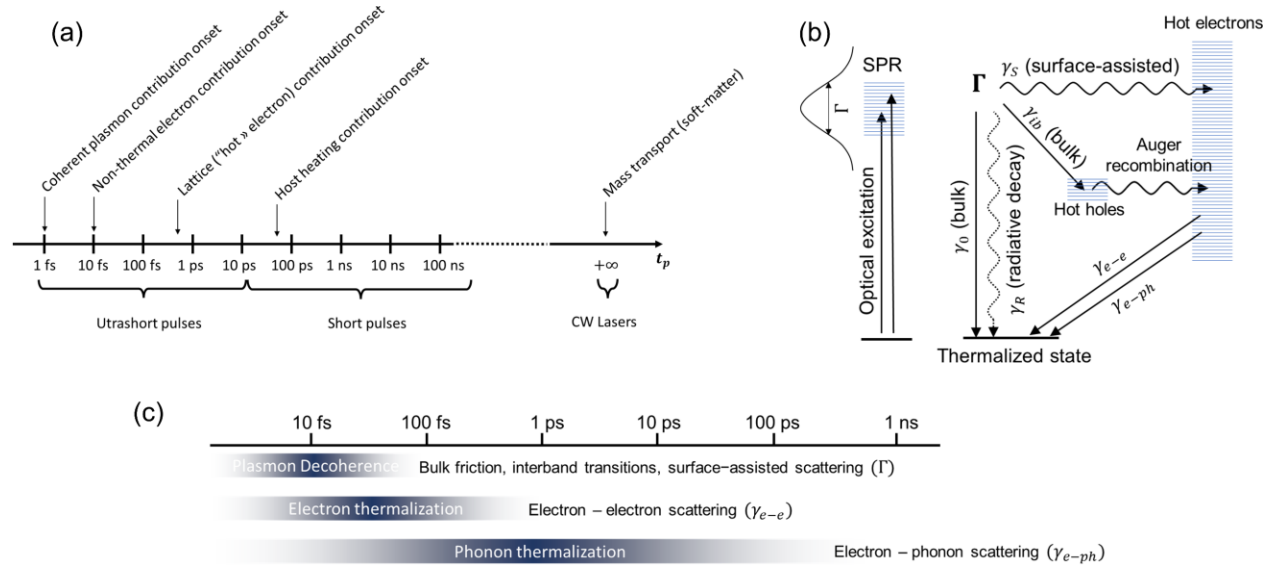 (a)
Coherent plasmon contribution onset
Non-thermal electron contribution onset
Lattice ("hot » electron) contribution onset
Host heating contribution onset
Mass transport (soft-matter)
1 fs
10 fs
100 fs
1 ps
10 ps
100 ps
1 ns
10 ns
100 ns
+∞
t_p
Utrashort pulses
Short pulses
CW Lasers
(b)
Γ
SPR
Optical excitation
Hot electrons
Γ
γ_S (surface-assisted)
γ_ib (bulk)
Auger
recombination
Hot holes
γ_0 (bulk)
γ_R (radiative decay)
γ_e−e
γ_e−ph
Thermalized state
(c)
10 fs
100 fs
1 ps
10 ps
100 ps
1 ns
Plasmon Decoherence
Bulk friction, interband transitions, surface−assisted scattering (Γ)
Electron thermalization
Electron – electron scattering (γ_e−e)
Phonon thermalization
Electron – phonon scattering (γ_e−ph)